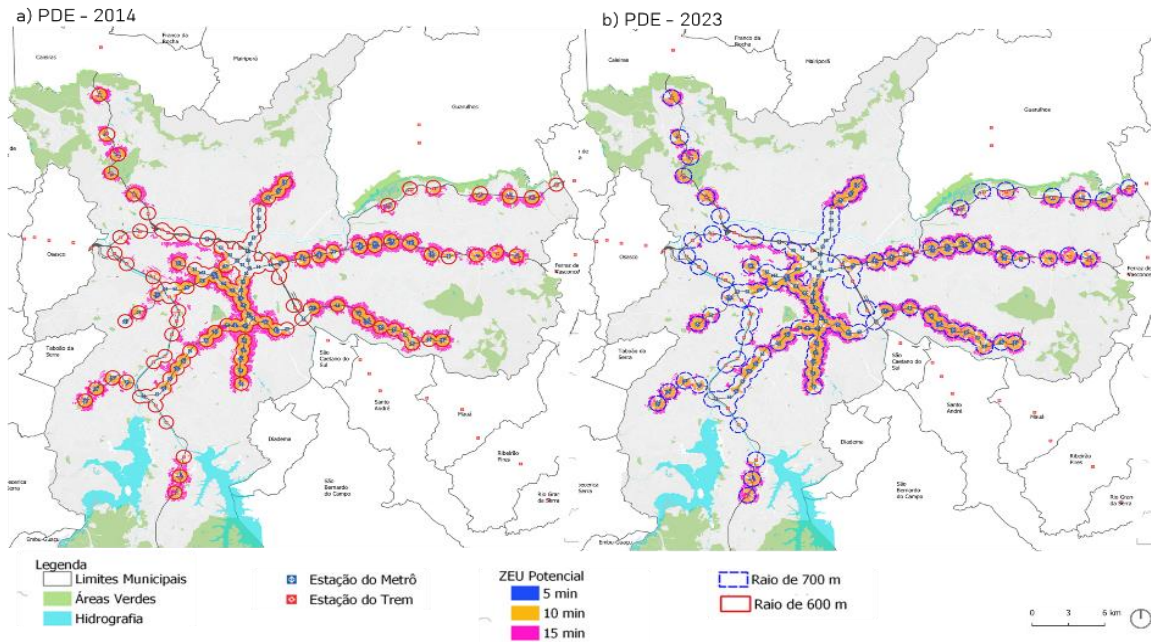 a) PDE - 2014
b) PDE - 2023
Franco da
Rocha
Caieiras
Mairiporã
Guarulhos
Osasco
Ferraz de
Vasconcelos
Taboão da
Serra
São
Caetano do
Sul
Santo
André
Mauá
Diadema
Ribeirão
Pires
São
Bernardo
do Campo
Rio Gran
da Serra
Embu-Guaçu
Franco da
Rocha
Caieiras
Mairiporã
Guarulhos
Osasco
Ferraz de
Vasconcelos
Taboão da
Serra
São
Caetano do
Sul
Santo
André
Mauá
Diadema
Ribeirão
Pires
São
Bernardo
do Campo
Rio Gran
da Serra
Embu-Guaçu
Legenda
Limites Municipais
Áreas Verdes
Hidrografia
Estação do Metrô
Estação do Trem
ZEU Potencial
5 min
10 min
15 min
Raio de 700 m
Raio de 600 m
0 3 6 km